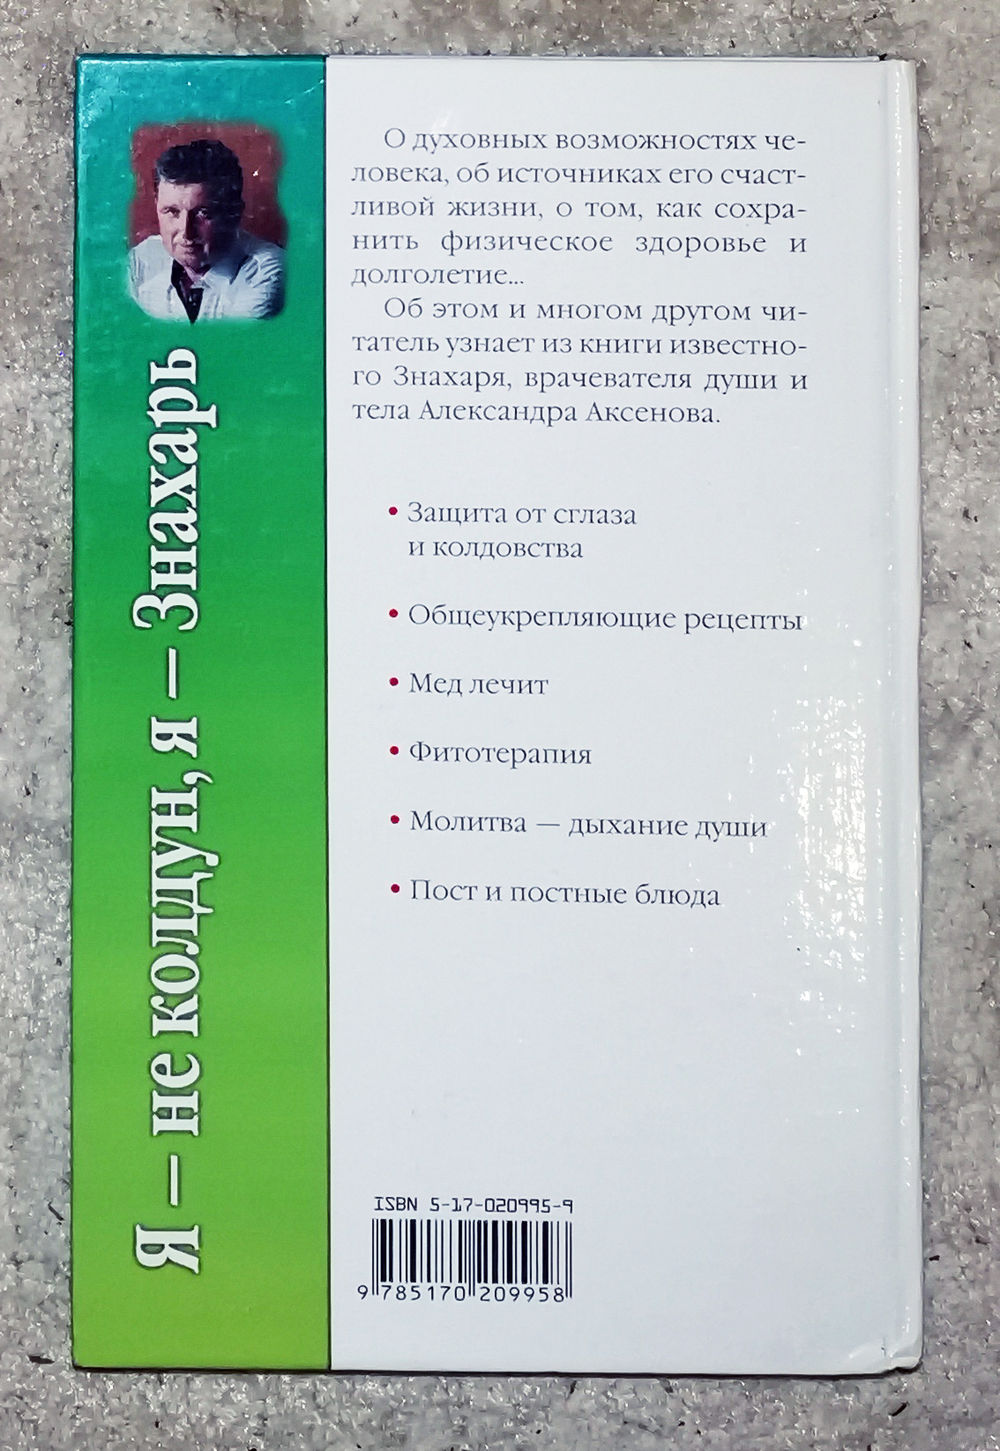 Я – не колдун, я – Знахарь
О духовных возможностях че-
ловека, об источниках его счаст-
ливой жизни, о том, как сохра-
нить физическое здоровье и
долголетие...
Об этом и многом другом чи-
татель узнает из книги известно-
го Знахаря, врачевателя души и
тела Александра Аксенова.
• Защита от сглаза
и колдовства
• Общеукрепляющие рецепты
• Мед лечит
• Фитотерапия
• Молитва — дыхание души
• Пост и постные блюда
ISBN 5-17-020995-9
9 785170 209958